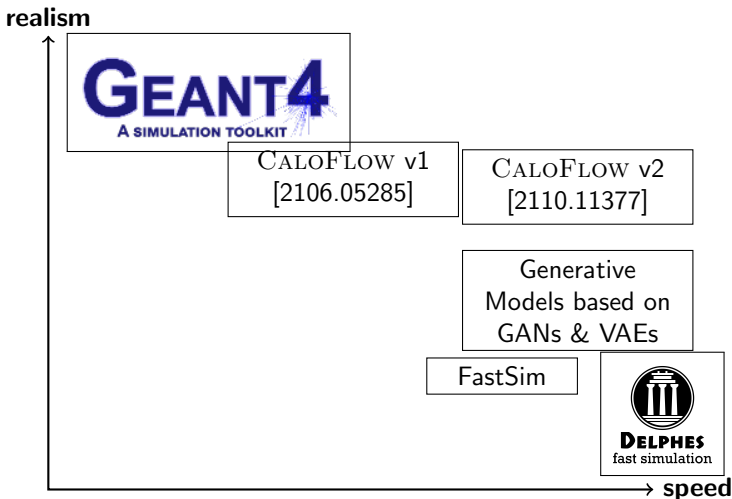 realism
GEANT4
A SIMULATION TOOLKIT
CALOFLOW v1
[2106.05285]
CALOFLOW v2
[2110.11377]
Generative
Models based on
GANs & VAEs
FastSim
DELPHES
fast simulation
speed